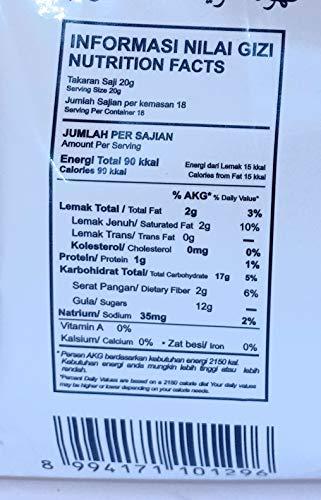 INFORMASI NILAI GIZI
NUTRITION FACTS
Takaran Saji 20g
Serving Size 20g
Jumlah Sajian per kemasan 18
Serving Per Container 18
JUMLAH PER SAJIAN
Amount Per Serving
Energi Total 90 kkal Energi dari Lemak 15 kkal
Calories 90 kkal Calories from Fat 15 kkal
% AKG* % Daily Value*
Lemak Total / Total Fat 2g 3%
Lemak Jenuh/ Saturated Fat 2g 10%
Lemak Trans/ Trans Fat 0g —
Kolesterol/ Cholesterol 0mg 0%
Protein/ Protein 1g 1%
Karbohidrat Total/ Total Carbohydrate 17g 5%
Serat Pangan/ Dietary Fiber 2g 6%
Gula/ Sugars 12g —
Natrium/ Sodium 35mg 2%
Vitamin A 0%
Kalsium/ Calcium 0% • Zat besi/ Iron 0%
* Persen AKG berdasarkan kebutuhan energi 2150 kal.
Kebutuhan energi anda mungkin lebih tinggi atau lebih
rendah.
*Percent Daily Values are based on a 2150 calorie diet Your daily values
may be higher or lower depending on your calorie needs.
8 994171 101296